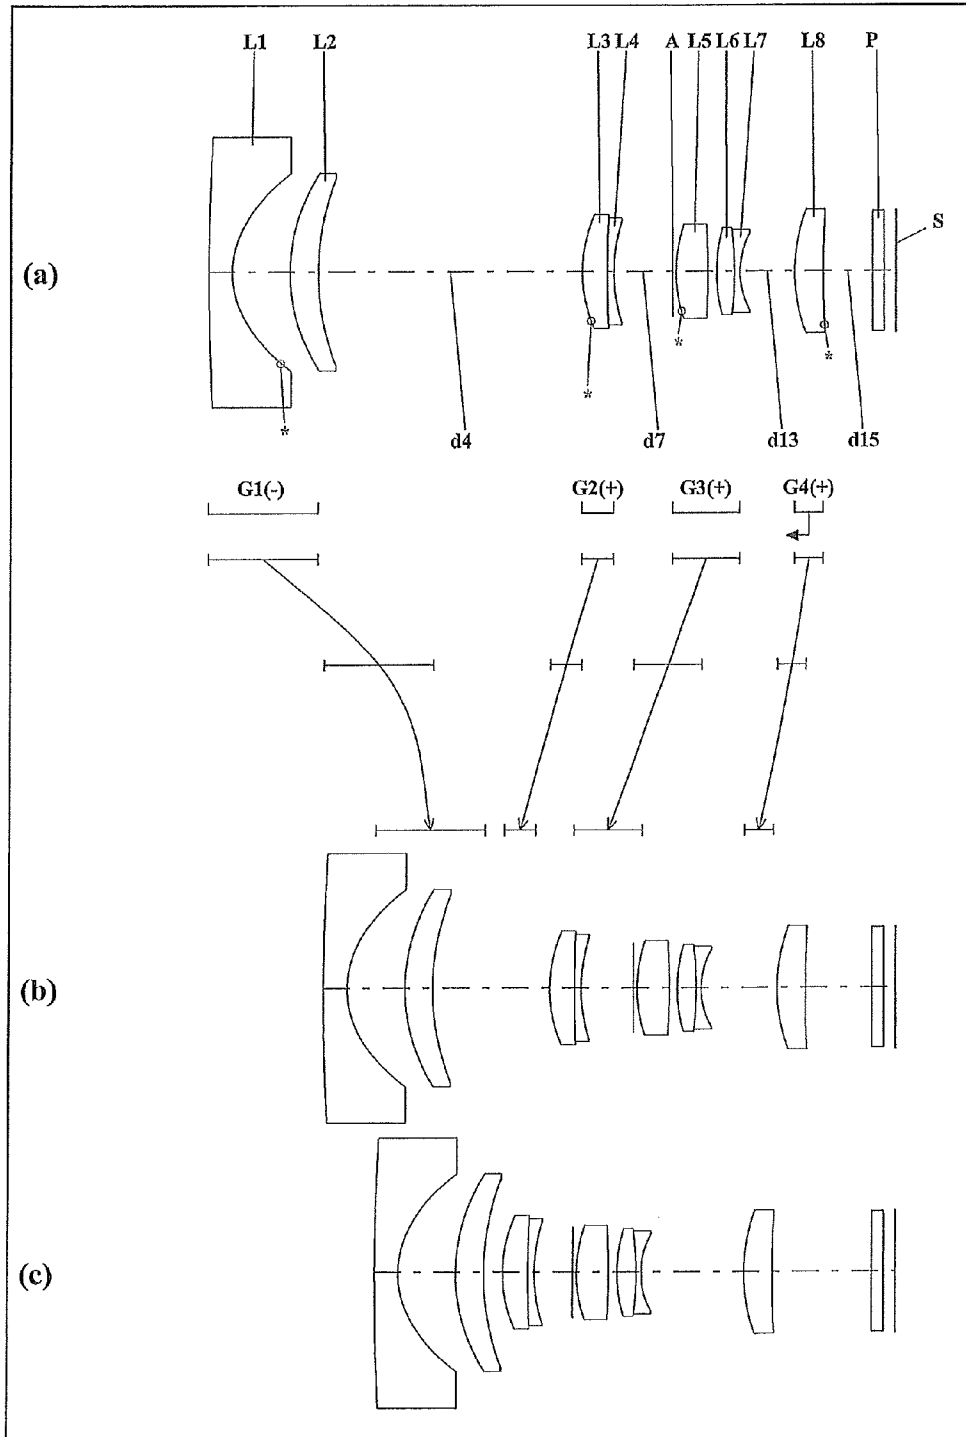 L1 L2 L3 L4 A L5 L6 L7 L8 P
S
(a)
* * * *
d4 d7 d13 d15
G1(-) G2(+) G3(+) G4(+)
(b)
(c)